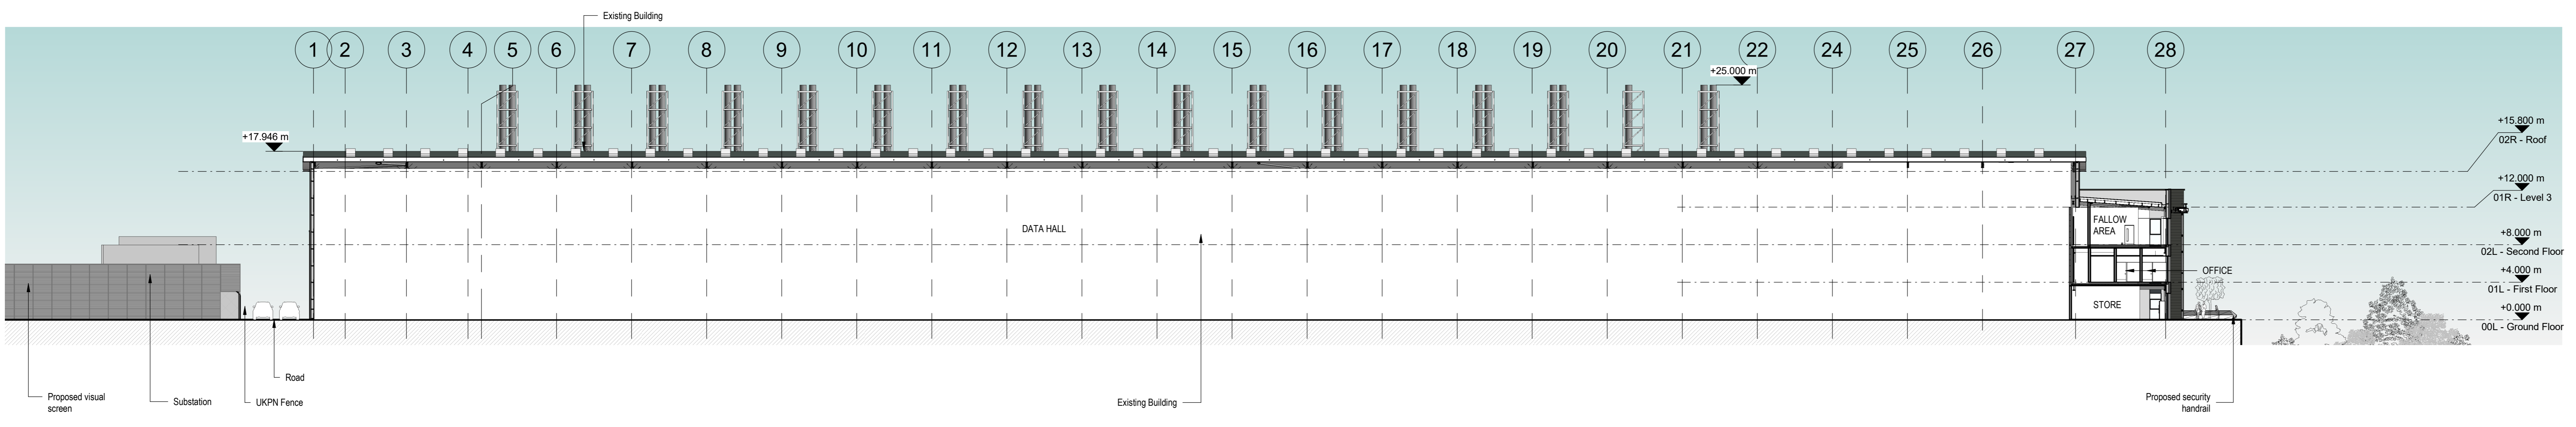 Existing Building
1 2 3 4 5 6 7 8 9 10 11 12 13 14 15 16 17 18 19 20 21 22 24 25 26 27 28
+25.000 m
+17.946 m
+15.800 m
02R - Roof
+12.000 m
01R - Level 3
FALLOW
AREA
DATA HALL
+8.000 m
02L - Second Floor
OFFICE
+4.000 m
01L - First Floor
STORE
+0.000 m
00L - Ground Floor
Road
Proposed visual
screen
Substation
UKPN Fence
Existing Building
Proposed security
handrail